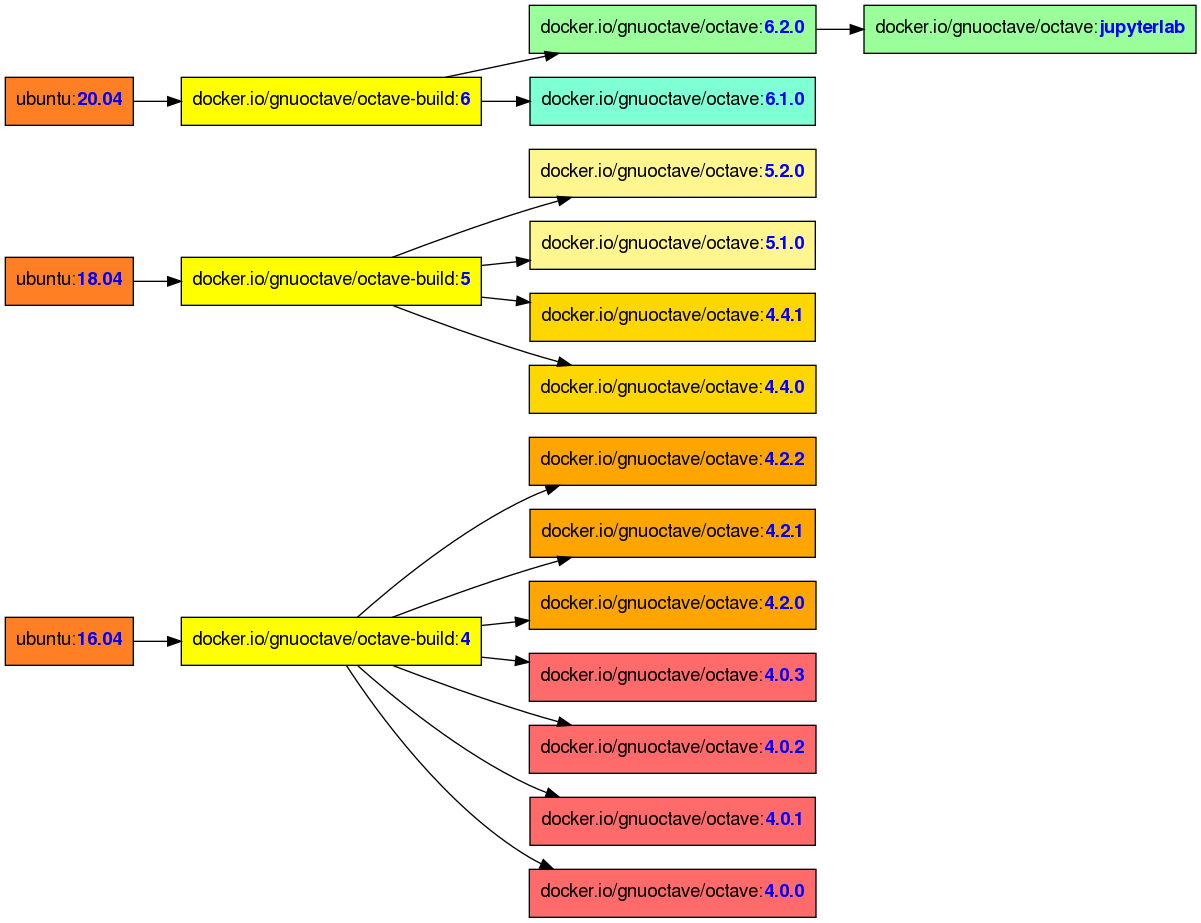 docker.io/gnuoctave/octave:6.2.0
docker.io/gnuoctave/octave:jupyterlab
ubuntu:20.04
docker.io/gnuoctave/octave-build:6
docker.io/gnuoctave/octave:6.1.0
docker.io/gnuoctave/octave:5.2.0
docker.io/gnuoctave/octave:5.1.0
ubuntu:18.04
docker.io/gnuoctave/octave-build:5
docker.io/gnuoctave/octave:4.4.1
docker.io/gnuoctave/octave:4.4.0
docker.io/gnuoctave/octave:4.2.2
docker.io/gnuoctave/octave:4.2.1
docker.io/gnuoctave/octave:4.2.0
ubuntu:16.04
docker.io/gnuoctave/octave-build:4
docker.io/gnuoctave/octave:4.0.3
docker.io/gnuoctave/octave:4.0.2
docker.io/gnuoctave/octave:4.0.1
docker.io/gnuoctave/octave:4.0.0